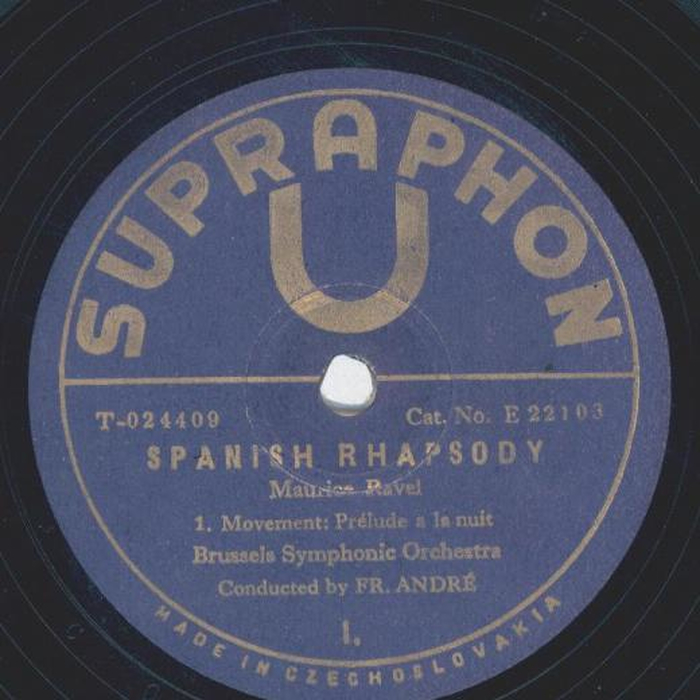 SUPRAPHON
U
T-024409 Cat. No. E 22103
SPANISH RHAPSODY
Maurice Ravel
1. Movement: Prélude a la nuit
Brussels Symphonic Orchestra
Conducted by FR. ANDRÉ
I.
MADE IN CZECHOSLOVAKIA